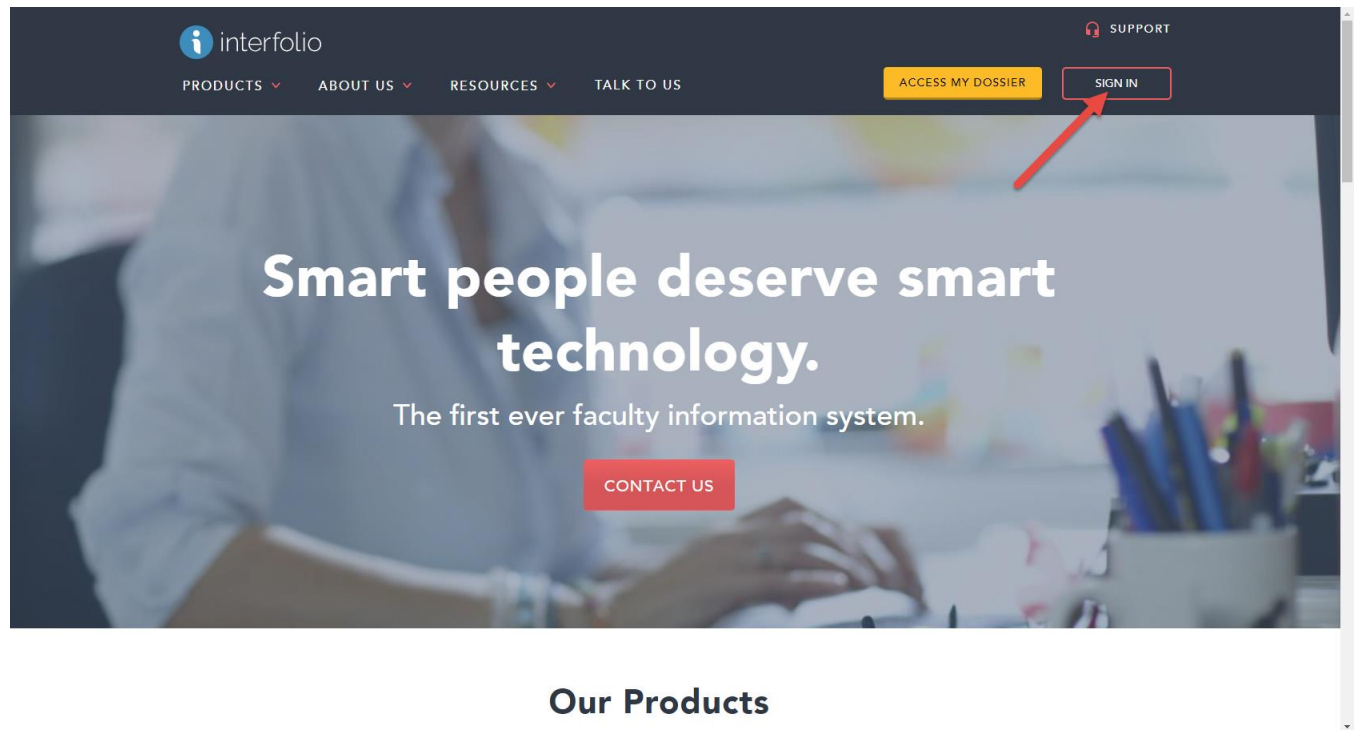 interfolio
SUPPORT
PRODUCTS ABOUT US RESOURCES TALK TO US ACCESS MY DOSSIER SIGN IN
Smart people deserve smart
technology.
The first ever faculty information system.
CONTACT US
Our Products